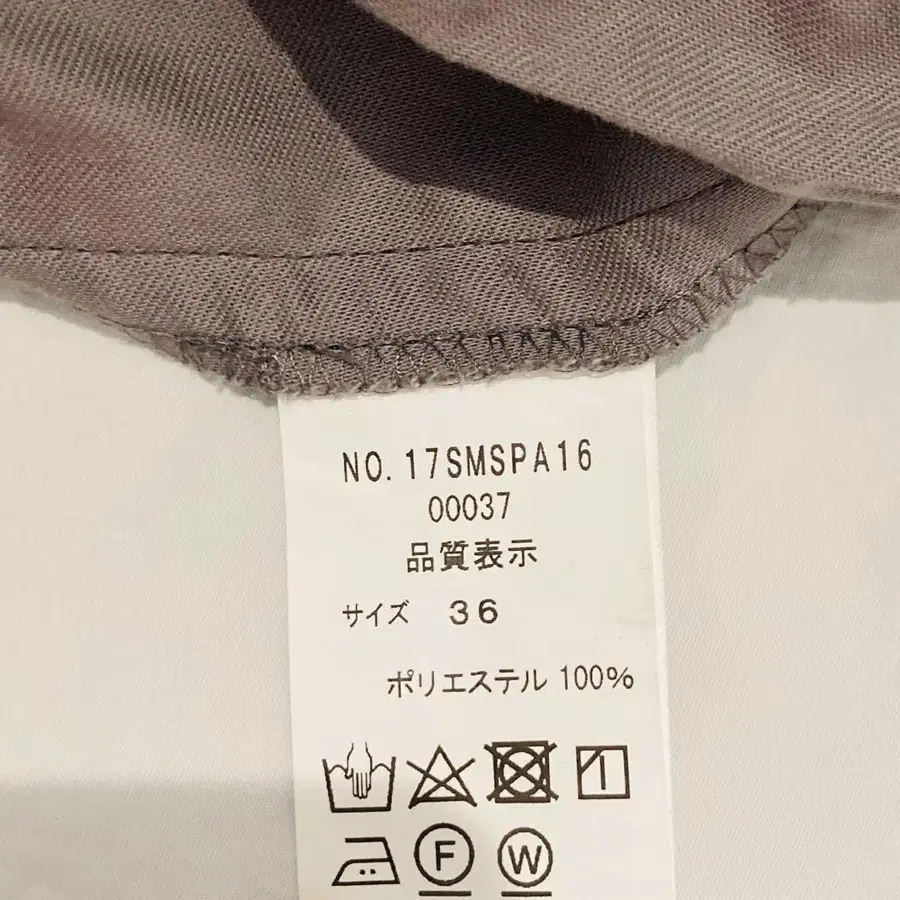 NO. 17SMSPA16
00037
品質表示
サイズ 36
ポリエステル 100%
F W